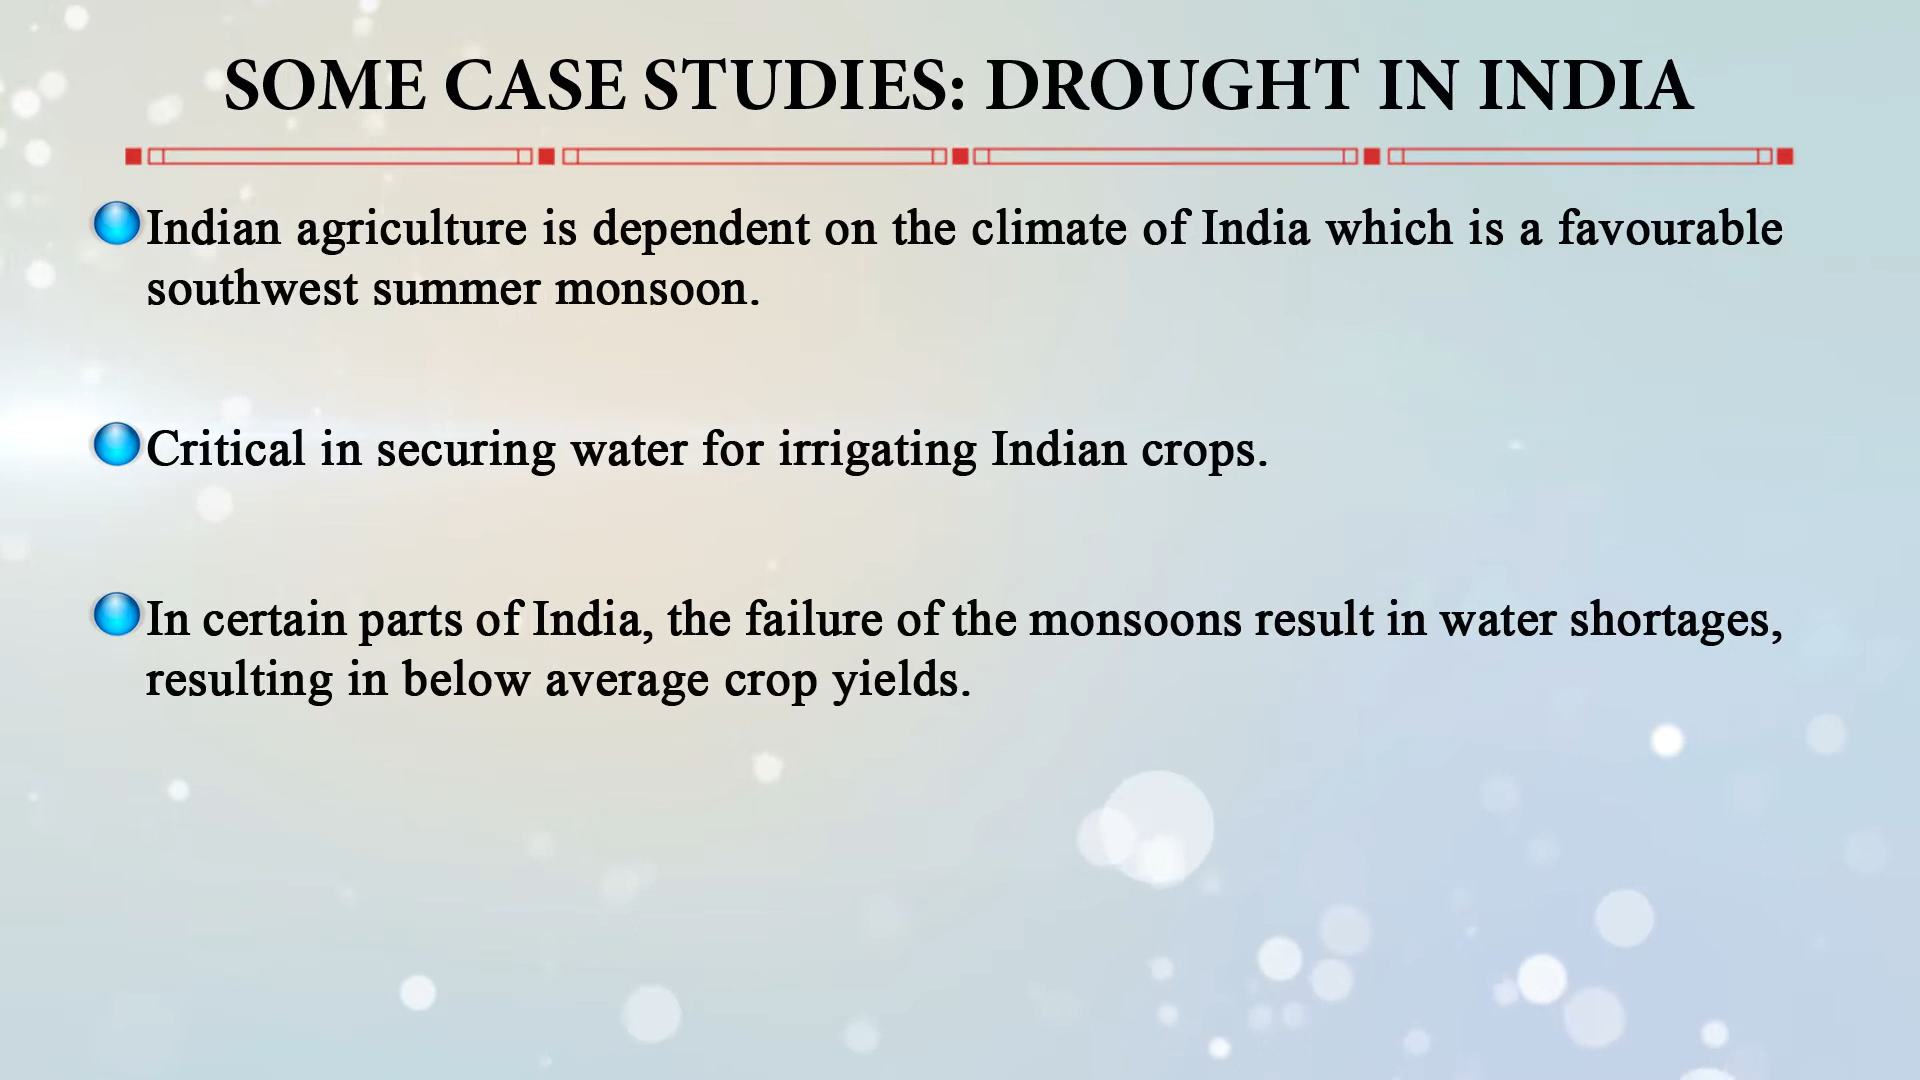 SOME CASE STUDIES: DROUGHT IN INDIA
Indian agriculture is dependent on the climate of India which is a favourable
southwest summer monsoon.
Critical in securing water for irrigating Indian crops.
In certain parts of India, the failure of the monsoons result in water shortages,
resulting in below average crop yields.